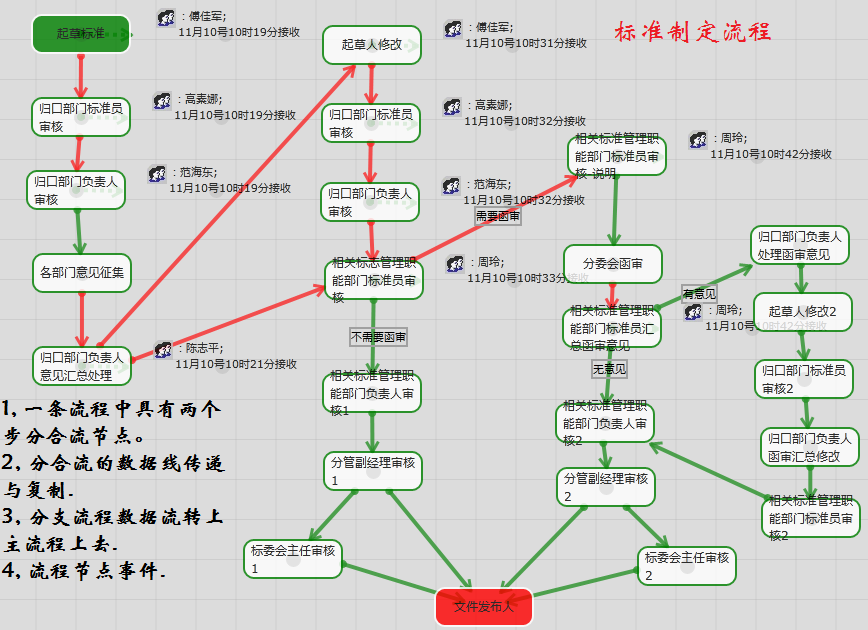 标准制定流程
起草标准
：傅佳军;
11月10号10时19分接收
归口部门标准员
审核
：高素娜;
11月10号10时19分接收
归口部门负责人
审核
：范海东;
11月10号10时19分接收
各部门意见征集
归口部门负责人
意见汇总处理
：陈志平;
11月10号10时21分接收
1, 一条流程中具有两个
步分合流节点。
2, 分合流的数据线传递
与复制.
3, 分支流程数据流转上
主流程上去.
4, 流程节点事件.
起草人修改
：傅佳军;
11月10号10时31分接收
归口部门标准员
审核
：高素娜;
11月10号10时32分接收
归口部门负责人
审核
：范海东;
11月10号10时32分接收
需要函审
相关标志管理职
能部门标准员审
核
：周玲;
11月10号10时33分接收
不需要函审
相关标准管理职
能部门负责人审
核1
分管副经理审核
1
标委会主任审核
1
相关标准管理职
能部门标准员审
核-说明
：周玲;
11月10号10时42分接收
分委会函审
相关标准管理职
能部门标准员汇
总函审意见
有意见
：周玲;
11月10号10时42分接收
无意见
相关标准管理职
能部门负责人审
核2
分管副经理审核
2
标委会主任审核
2
归口部门负责人
处理函审意见
起草人修改2
归口部门标准员
审核2
归口部门负责人
函审汇总修改
相关标准管理职
能部门标准员审
核2
文件发布人